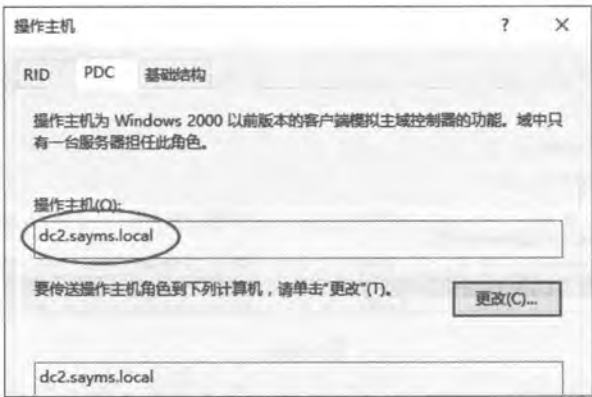 操作主机
? ×
RID PDC 基础结构
操作主机为 Windows 2000 以前版本的客户端模拟主域控制器的功能。域中只
有一台服务器担任此角色。
操作主机(O):
dc2.sayms.local
要传送操作主机角色到下列计算机，请单击"更改"(T)。
更改(C)...
dc2.sayms.local